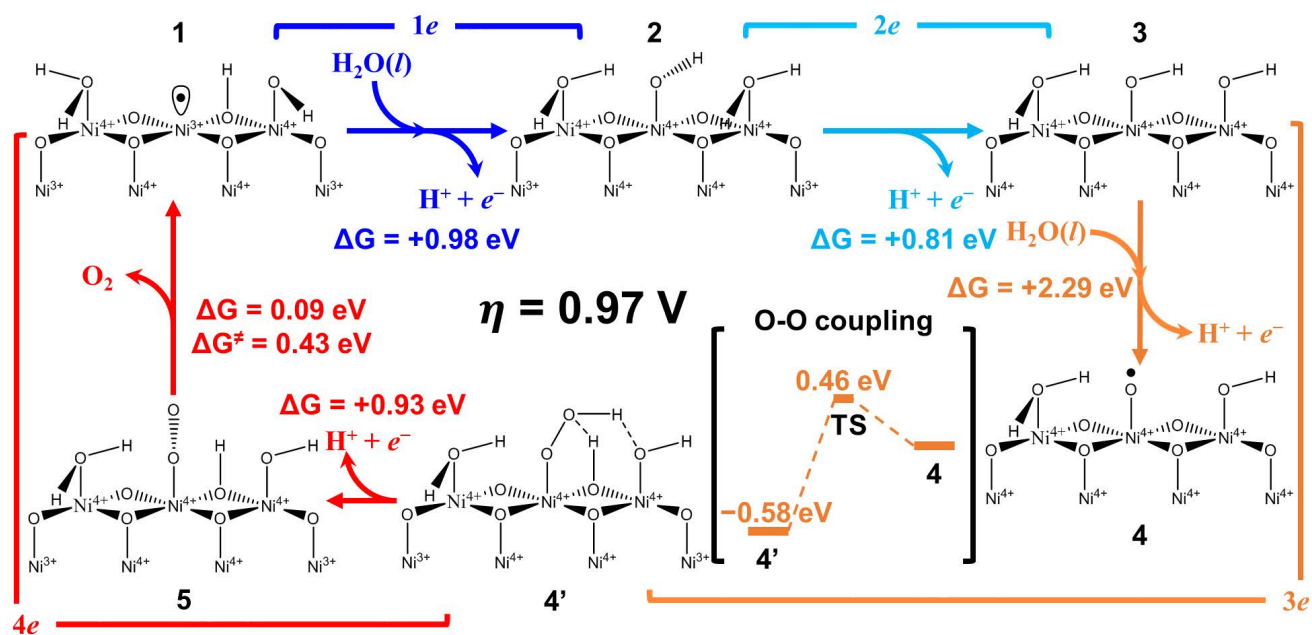 1
1e
2
2e
3
H₂O(l)
H
H
O
H
O
O
H
H
O
H
O
H
O
H
O
H
O
H
O
H
H
H
H
H
Ni4+
O
Ni3+
O
Ni4+
Ni4+
O
Ni4+
O
Ni4+
Ni4+
O
Ni4+
O
Ni4+
O
O
O
O
O
O
O
O
O
O
O
O
Ni3+
Ni4+
Ni4+
Ni3+
Ni3+
Ni4+
Ni4+
Ni3+
Ni4+
Ni4+
Ni4+
Ni4+
H⁺ + e⁻
ΔG = +0.98 eV
H⁺ + e⁻
ΔG = +0.81 eV
H₂O(l)
ΔG = +2.29 eV
H⁺ + e⁻
O₂
ΔG = 0.09 eV
ΔG≠ = 0.43 eV
η = 0.97 V
O-O coupling
0.46 eV
TS
4
−0.58 eV
4'
ΔG = +0.93 eV
H⁺ + e⁻
O
O
H
O
H
O
H
H
O
H
Ni4+
O
Ni4+
O
Ni4+
O
O
O
O
Ni3+
Ni4+
Ni4+
Ni3+
5
O
H
O
H
O
H
O
H
O
H
H
Ni4+
O
Ni4+
O
Ni4+
O
O
O
O
Ni3+
Ni4+
Ni4+
Ni3+
4'
O
H
O
O
H
O
H
Ni4+
O
Ni4+
O
Ni4+
O
O
O
O
Ni4+
Ni4+
Ni4+
Ni4+
4
4e
3e